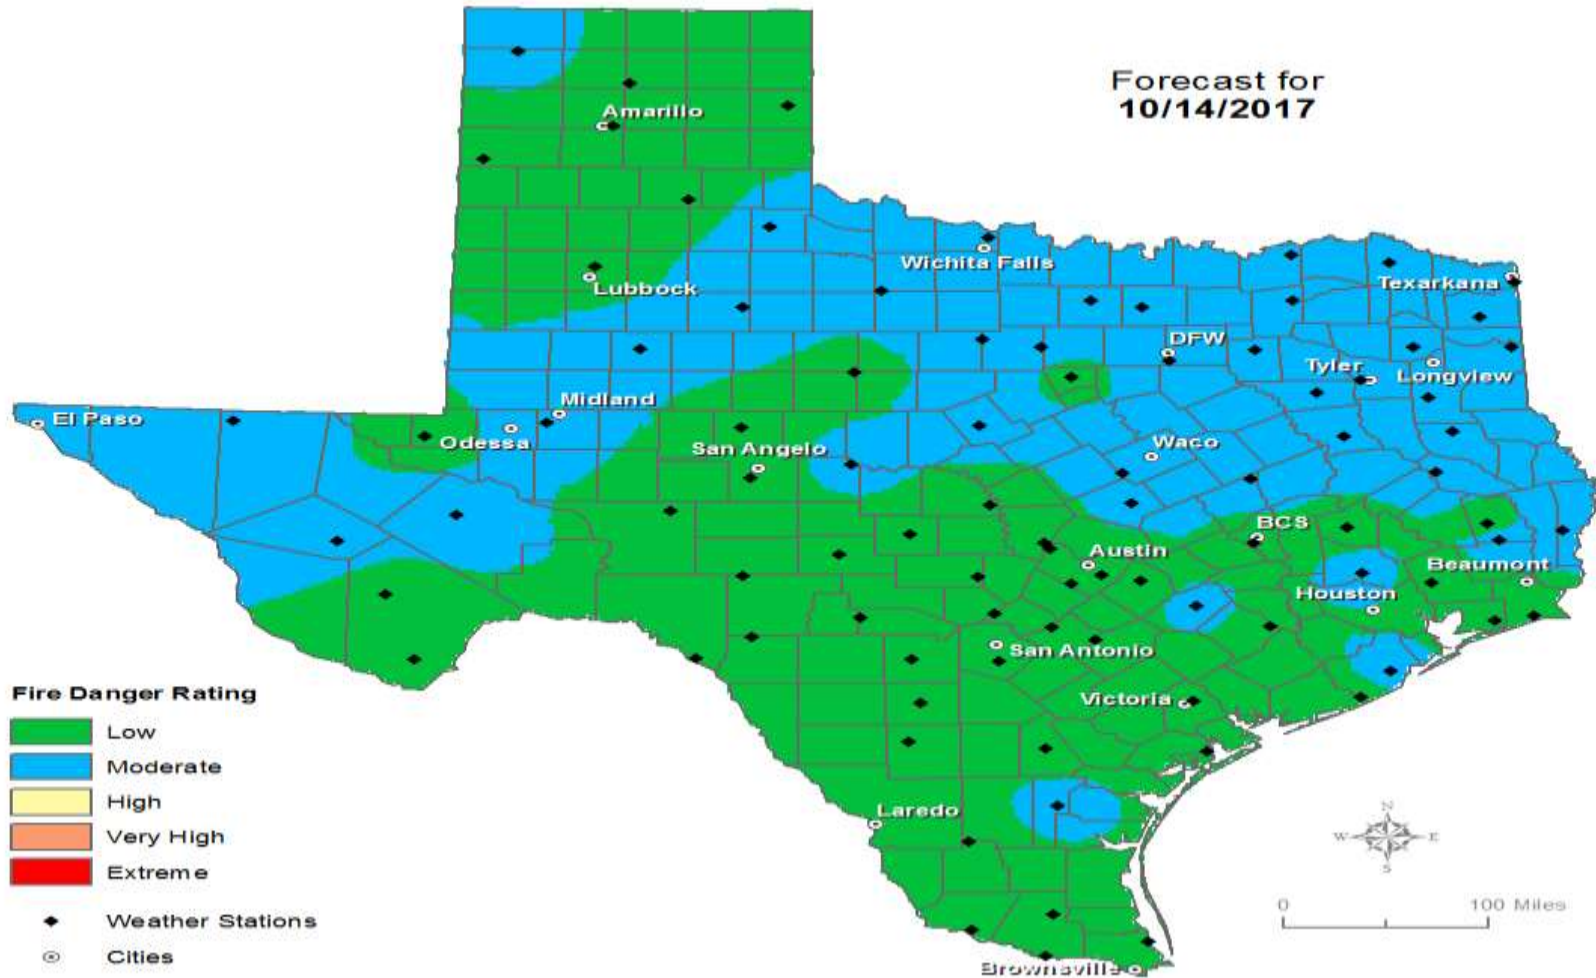 Forecast for
10/14/2017
Amarillo
Wichita Falls
Lubbock
Texarkana
DFW
Tyler
Longview
El Paso
Midland
Odessa
San Angelo
Waco
BCS
Austin
Beaumont
Houston
San Antonio
Victoria
Laredo
Brownsville
Fire Danger Rating
Low
Moderate
High
Very High
Extreme
Weather Stations
Cities
N
W E
S
0 100 Miles